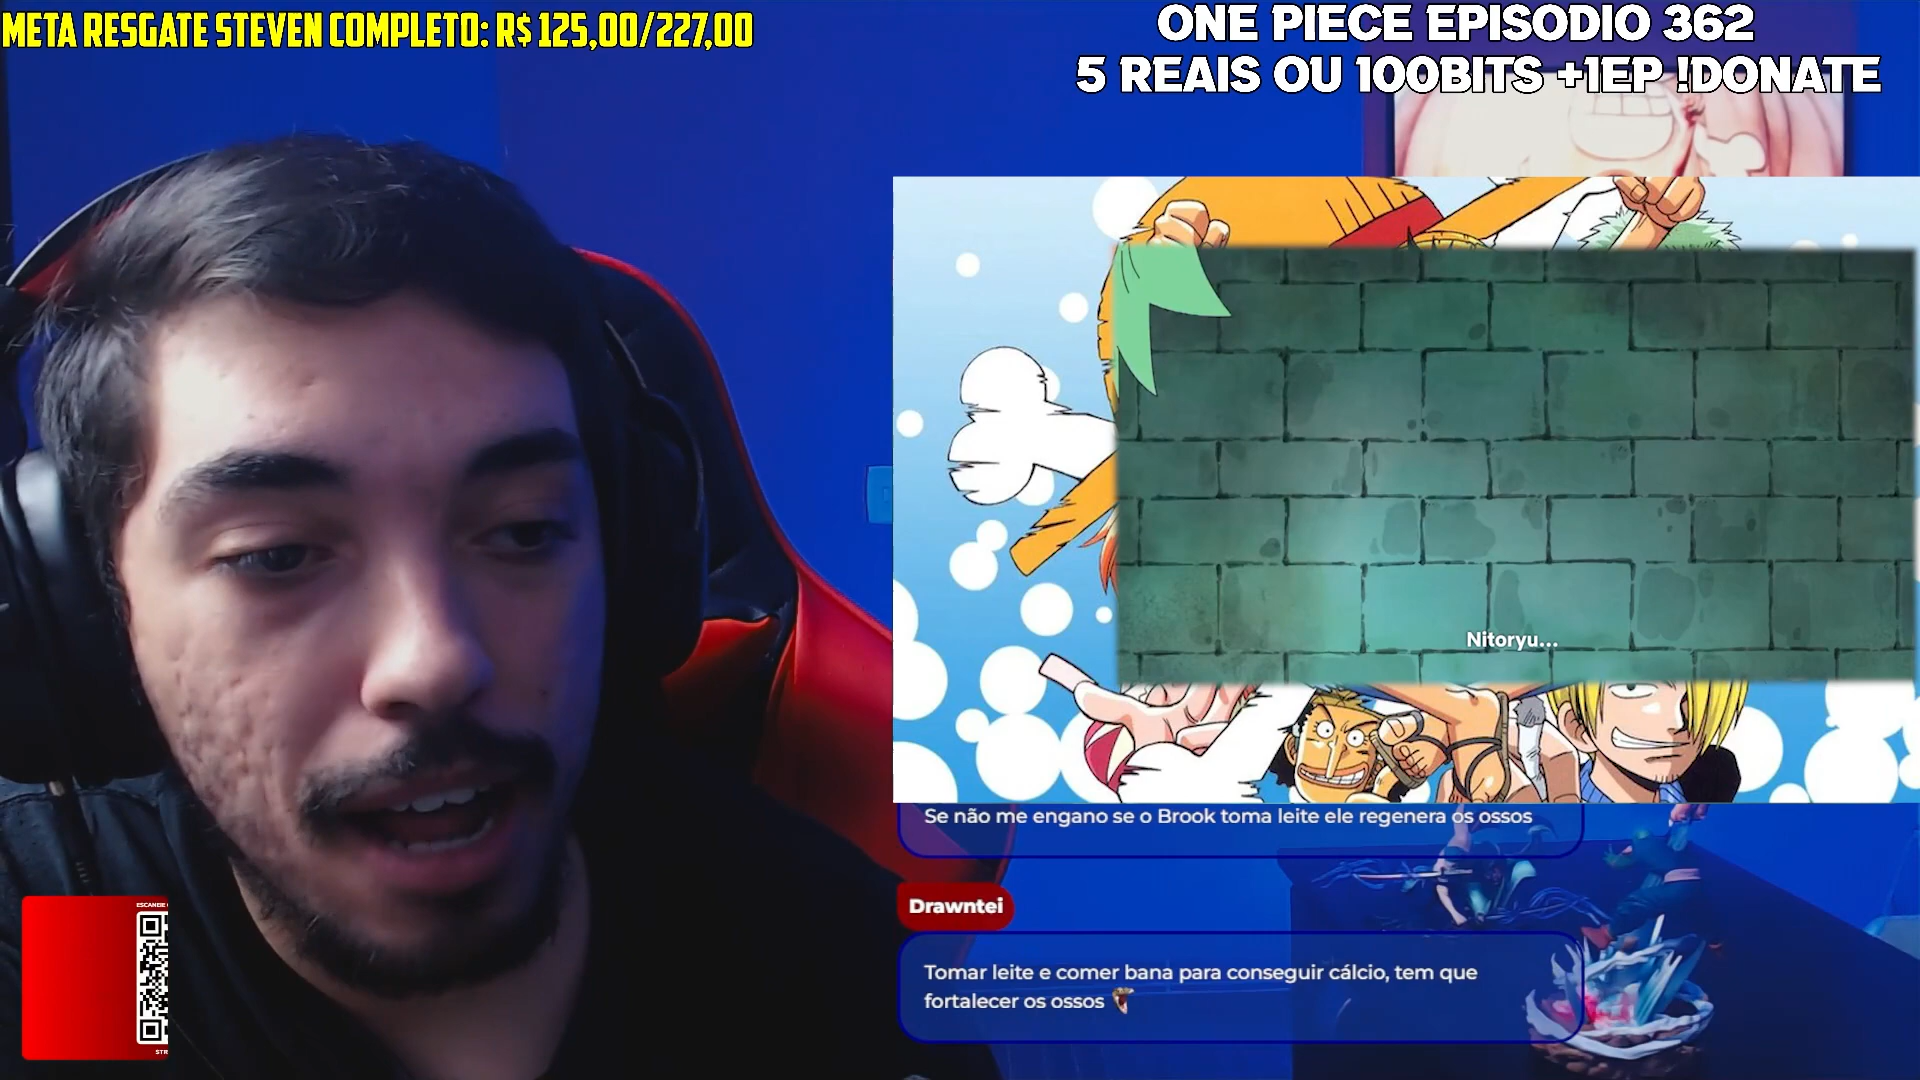 META RESGATE STEVEN COMPLETO: R$ 125,00/227,00
ONE PIECE EPISODIO 362
5 REAIS OU 100BITS +1EP !DONATE
Nitoryu...
Se não me engano se o Brook toma leite ele regenera os ossos
Drawntei
Tomar leite e comer bana para conseguir cálcio, tem que
fortalecer os ossos
ESCANEIE
STR